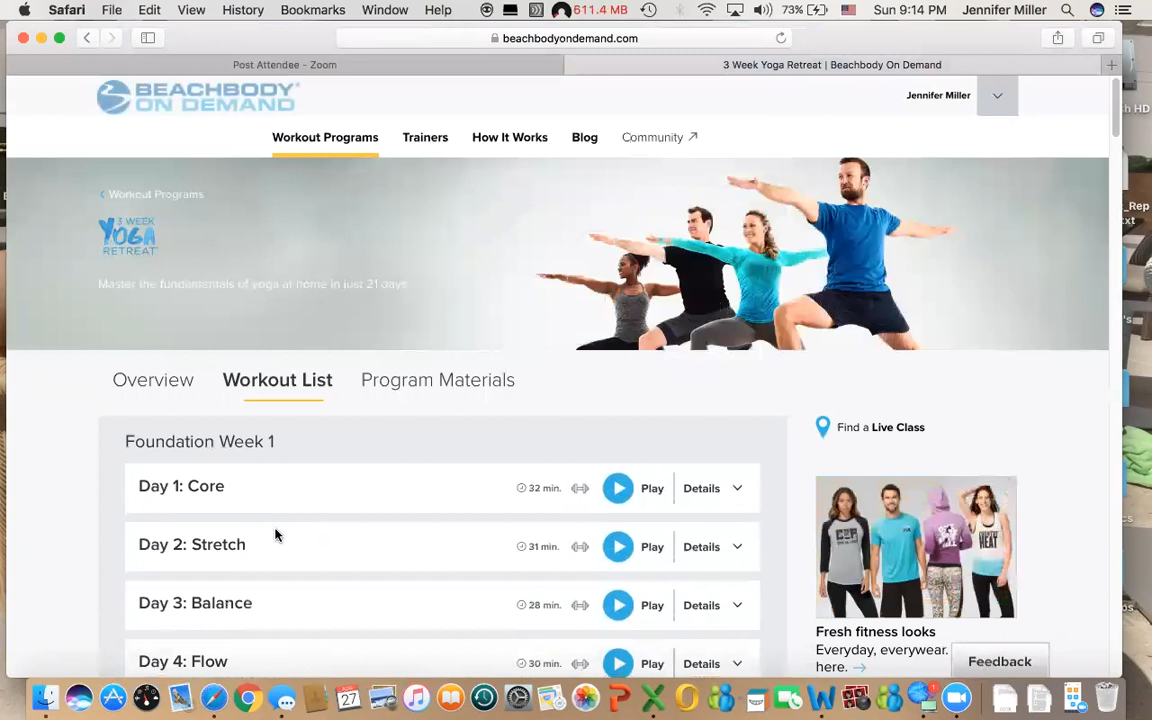 Safari File Edit View History Bookmarks Window Help 611.4 MB 73% Sun 9:14 PM Jennifer Miller
beachbodyondemand.com
Post Attendee - Zoom
3 Week Yoga Retreat | Beachbody On Demand
BEACHBODY
ON DEMAND
Jennifer Miller
Workout Programs Trainers How It Works Blog Community
Workout Programs
3 WEEK
YOGA
RETREAT
Master the fundamentals of yoga at home in just 21 days
Overview Workout List Program Materials
Foundation Week 1
Find a Live Class
Day 1: Core 32 min. Play Details
Day 2: Stretch 31 min. Play Details
Day 3: Balance 28 min. Play Details
Day 4: Flow 30 min. Play Details
Fresh fitness looks
Everyday, everywear.
here.
Feedback
h HD
_Rep
txt
27